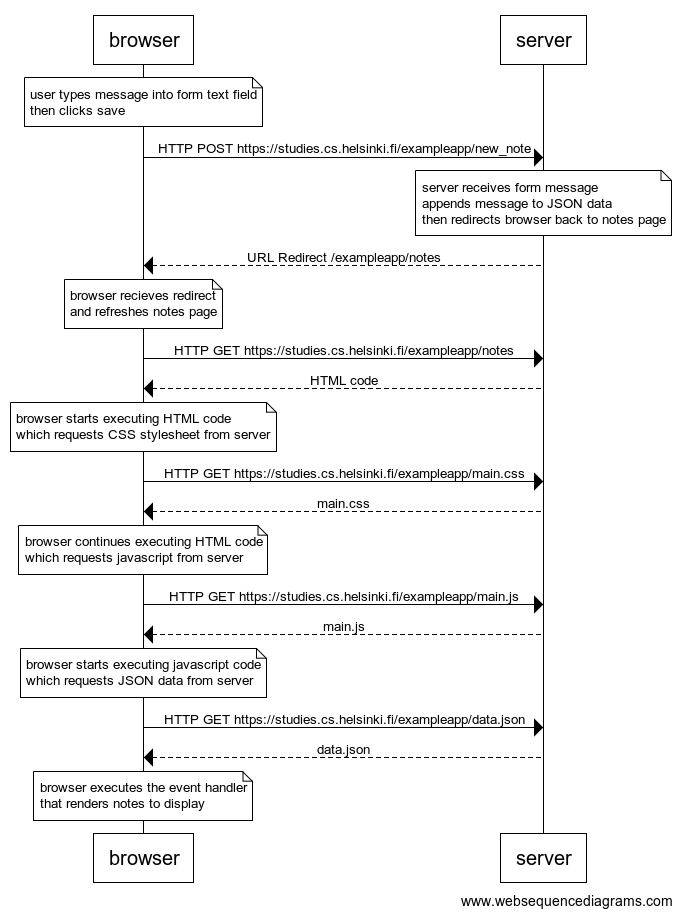 browser
server
user types message into form text field
then clicks save
HTTP POST https://studies.cs.helsinki.fi/exampleapp/new_note
server receives form message
appends message to JSON data
then redirects browser back to notes page
URL Redirect /exampleapp/notes
browser recieves redirect
and refreshes notes page
HTTP GET https://studies.cs.helsinki.fi/exampleapp/notes
HTML code
browser starts executing HTML code
which requests CSS stylesheet from server
HTTP GET https://studies.cs.helsinki.fi/exampleapp/main.css
main.css
browser continues executing HTML code
which requests javascript from server
HTTP GET https://studies.cs.helsinki.fi/exampleapp/main.js
main.js
browser starts executing javascript code
which requests JSON data from server
HTTP GET https://studies.cs.helsinki.fi/exampleapp/data.json
data.json
browser executes the event handler
that renders notes to display
browser
server
www.websequencediagrams.com